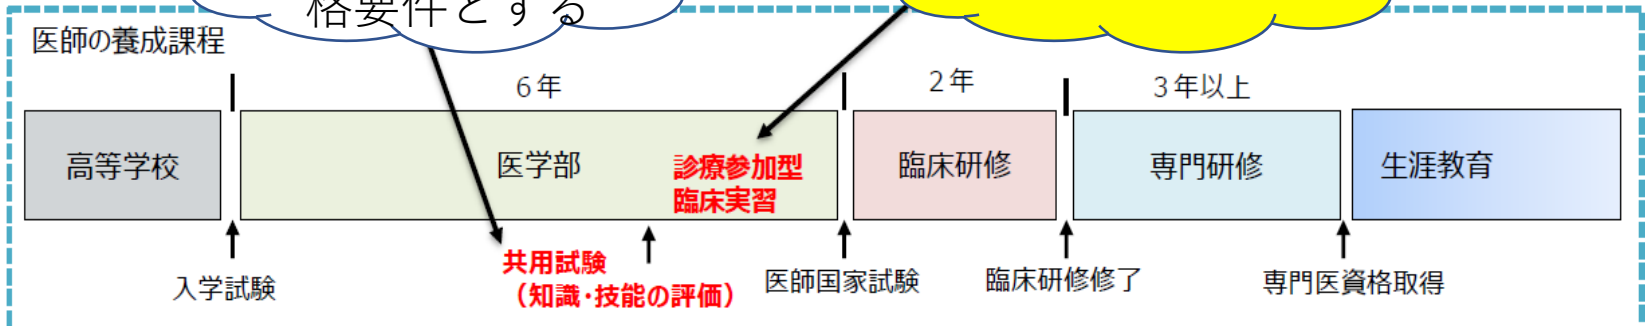 格要件とする
医師の養成課程
6年
2年
3年以上
高等学校
医学部
診療参加型
臨床実習
臨床研修
専門研修
生涯教育
入学試験
共用試験
（知識・技能の評価）
医師国家試験
臨床研修修了
専門医資格取得